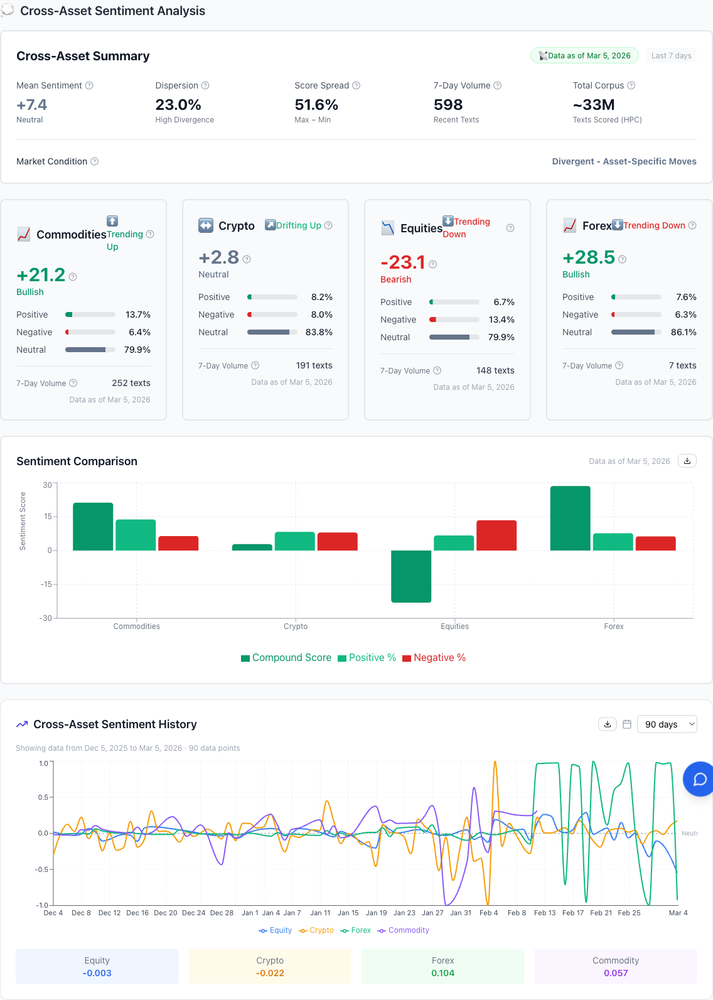 Cross-Asset Sentiment Analysis
Cross-Asset Summary
Data as of Mar 5, 2026
Last 7 days
Mean Sentiment
+7.4
Neutral
Dispersion
23.0%
High Divergence
Score Spread
51.6%
Max – Min
7-Day Volume
598
Recent Texts
Total Corpus
~33M
Texts Scored (HPC)
Market Condition
Divergent - Asset-Specific Moves
Commodities
Trending
Up
+21.2
Bullish
Positive 13.7%
Negative 6.4%
Neutral 79.9%
7-Day Volume 252 texts
Data as of Mar 5, 2026
Crypto
Drifting Up
+2.8
Neutral
Positive 8.2%
Negative 8.0%
Neutral 83.8%
7-Day Volume 191 texts
Data as of Mar 5, 2026
Equities
Trending
Down
-23.1
Bearish
Positive 6.7%
Negative 13.4%
Neutral 79.9%
7-Day Volume 148 texts
Data as of Mar 5, 2026
Forex
Trending Down
+28.5
Bullish
Positive 7.6%
Negative 6.3%
Neutral 86.1%
7-Day Volume 7 texts
Data as of Mar 5, 2026
Sentiment Comparison
Data as of Mar 5, 2026
Sentiment Score
30
15
0
-15
-30
Commodities Crypto Equities Forex
Compound Score Positive % Negative %
Cross-Asset Sentiment History
90 days
Showing data from Dec 5, 2025 to Mar 5, 2026 · 90 data points
1.0
0.5
0.0
-0.5
-1.0
Neutr
Dec 4 Dec 8 Dec 12 Dec 16 Dec 20 Dec 24 Dec 28 Jan 1 Jan 4 Jan 7 Jan 11 Jan 15 Jan 19 Jan 23 Jan 27 Jan 31 Feb 4 Feb 8 Feb 13 Feb 17 Feb 21 Feb 25 Mar 4
Equity Crypto Forex Commodity
Equity
-0.003
Crypto
-0.022
Forex
0.104
Commodity
0.057